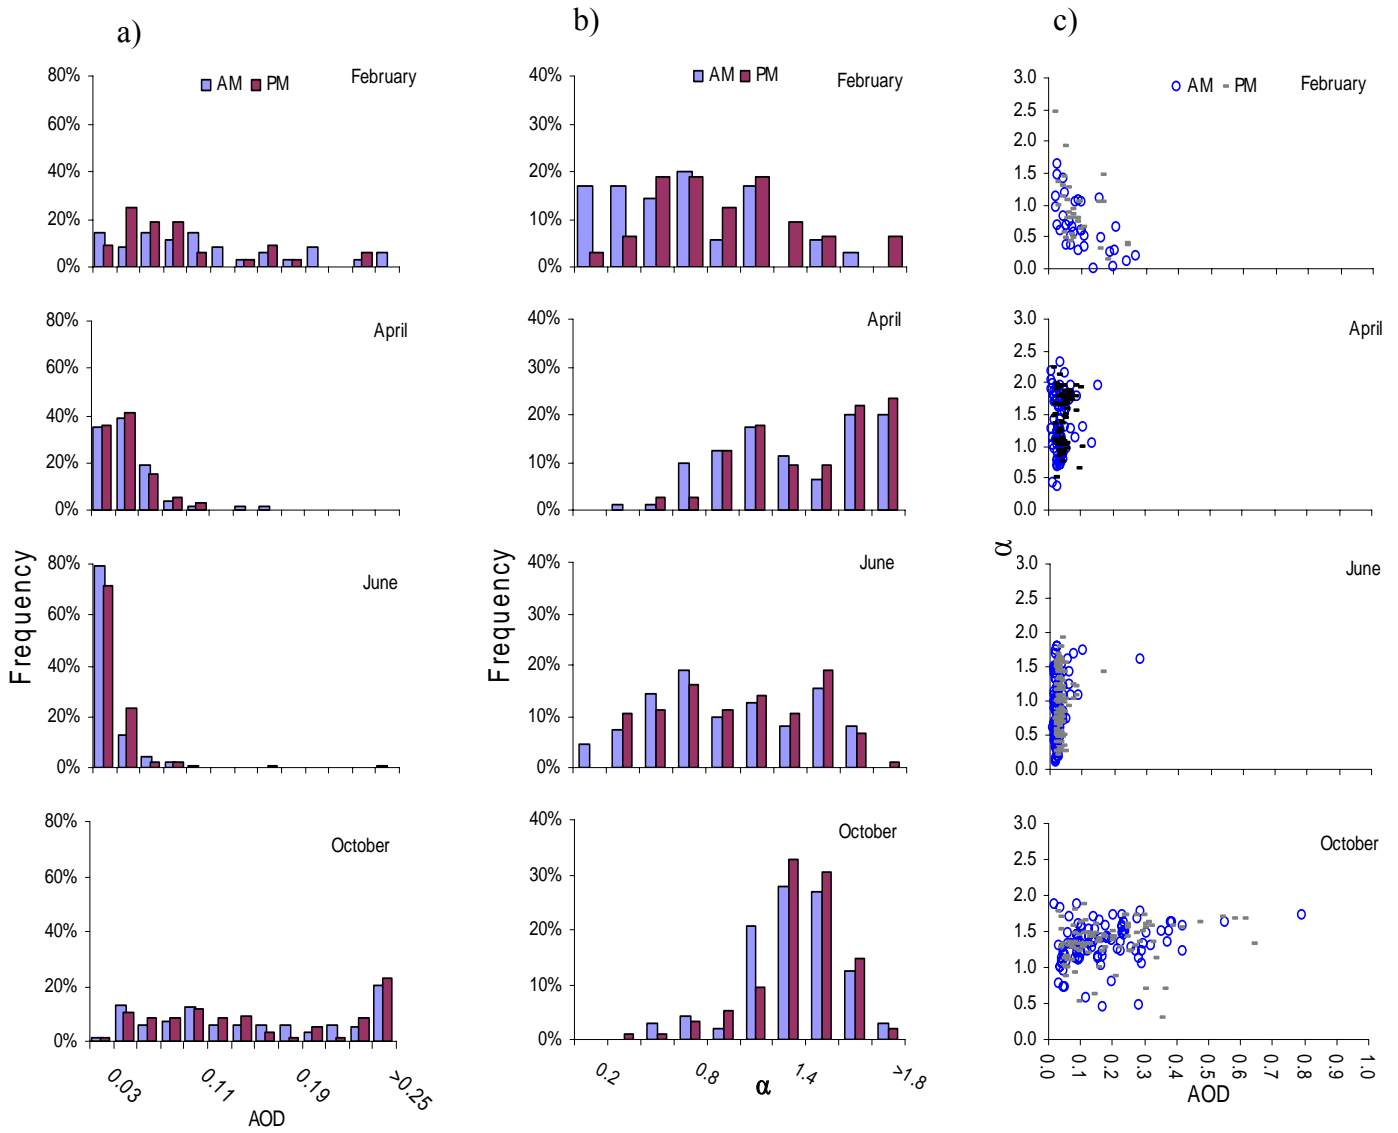 a)
b)
c)
80%
60%
40%
20%
0%
AM PM
February
40%
30%
20%
10%
0%
AM PM
February
3.0
2.5
2.0
1.5
1.0
0.5
0.0
AM PM
February
80%
60%
40%
20%
0%
April
40%
30%
20%
10%
0%
April
3.0
2.5
2.0
1.5
1.0
0.5
0.0
April
Frequency
80%
60%
40%
20%
0%
June
Frequency
40%
30%
20%
10%
0%
June
α
3.0
2.5
2.0
1.5
1.0
0.5
0.0
June
80%
60%
40%
20%
0%
October
0.03 0.11 0.19 >0.25
AOD
40%
30%
20%
10%
0%
October
0.2 0.8 1.4 >1.8
α
3.0
2.5
2.0
1.5
1.0
0.5
0.0
October
0.0 0.1 0.2 0.3 0.4 0.5 0.6 0.7 0.8 0.9 1.0
AOD